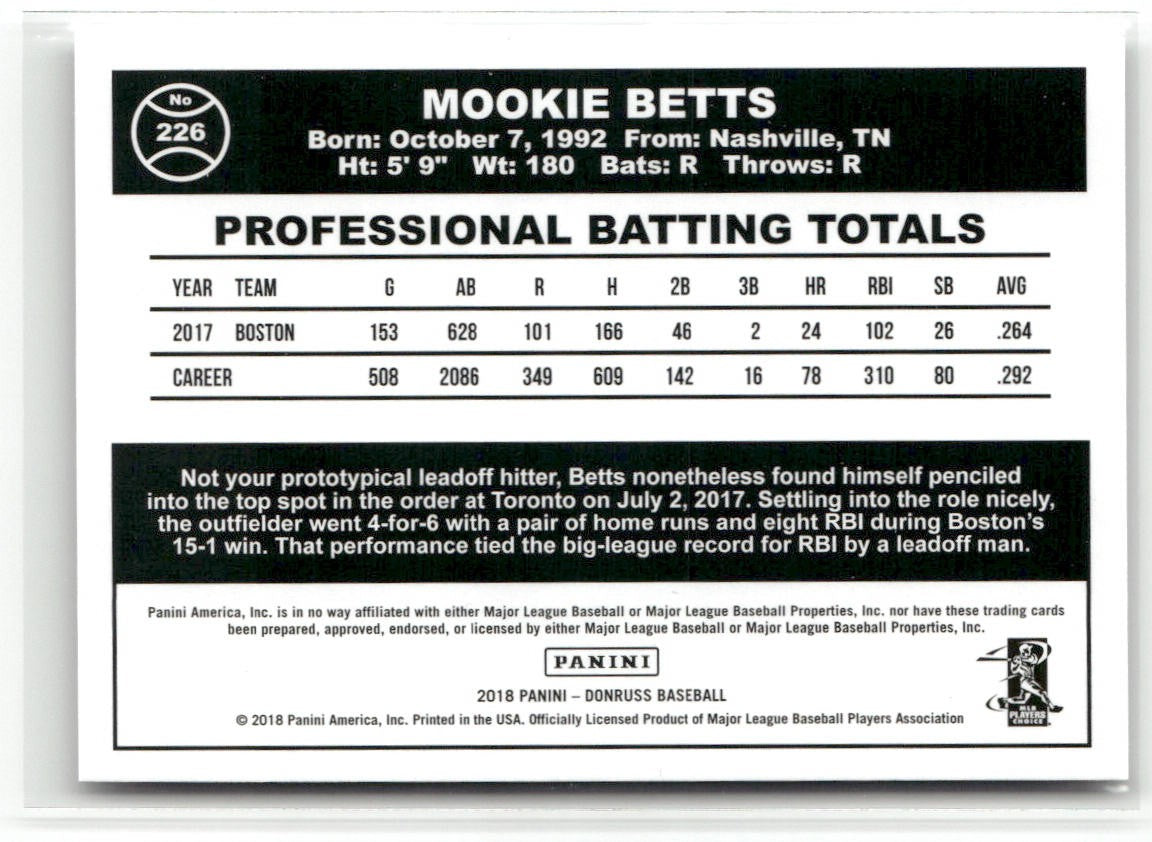 No
226
MOOKIE BETTS
Born: October 7, 1992 From: Nashville, TN
Ht: 5' 9" Wt: 180 Bats: R Throws: R
PROFESSIONAL BATTING TOTALS
YEAR TEAM G AB R H 2B 3B HR RBI SB AVG
2017 BOSTON 153 628 101 166 46 2 24 102 26 .264
CAREER 508 2086 349 609 142 16 78 310 80 .292
Not your prototypical leadoff hitter, Betts nonetheless found himself penciled
into the top spot in the order at Toronto on July 2, 2017. Settling into the role nicely,
the outfielder went 4-for-6 with a pair of home runs and eight RBI during Boston's
15-1 win. That performance tied the big-league record for RBI by a leadoff man.
Panini America, Inc. is in no way affiliated with either Major League Baseball or Major League Baseball Properties, Inc. nor have these trading cards
been prepared, approved, endorsed, or licensed by either Major League Baseball or Major League Baseball Properties, Inc.
PANINI
2018 PANINI – DONRUSS BASEBALL
© 2018 Panini America, Inc. Printed in the USA. Officially Licensed Product of Major League Baseball Players Association
MLB
PLAYERS
CHOICE